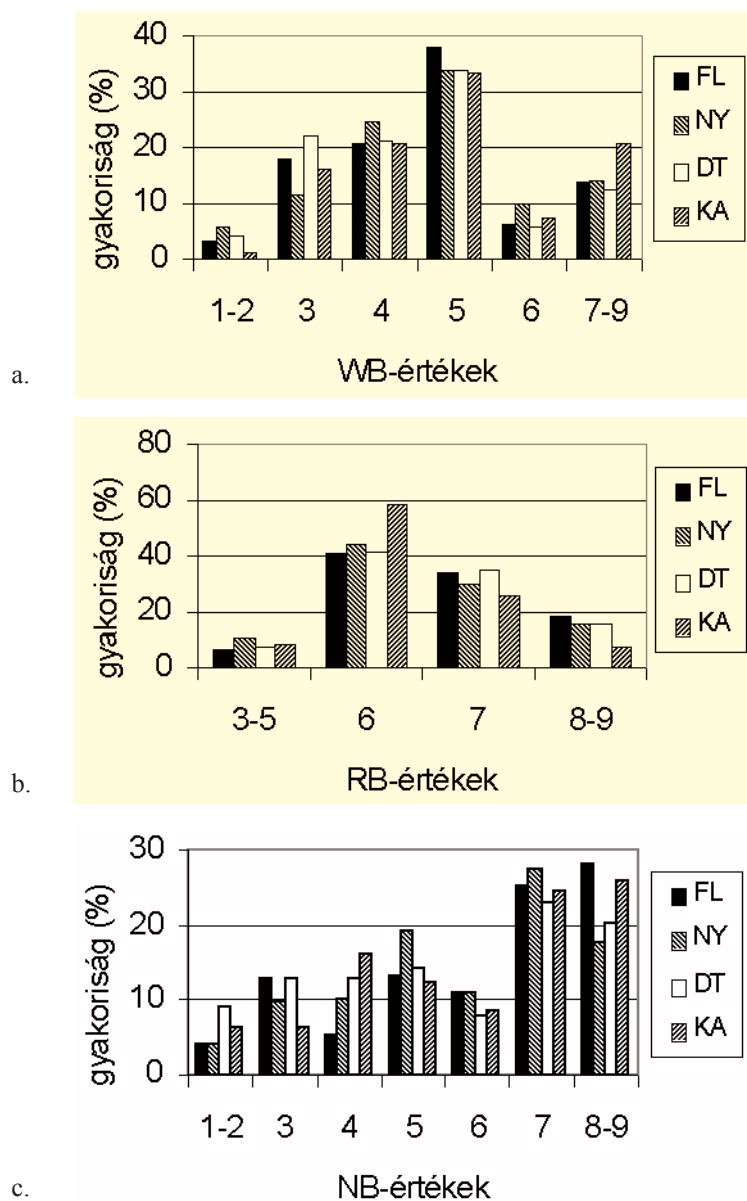 40
30
20
10
0
gyakoriság (%)
1-2 3 4 5 6 7-9
WB-értékek
FL
NY
DT
KA
a.
80
60
40
20
0
gyakoriság (%)
3-5 6 7 8-9
RB-értékek
FL
NY
DT
KA
b.
30
20
10
0
gyakoriság (%)
1-2 3 4 5 6 7 8-9
NB-értékek
FL
NY
DT
KA
c.